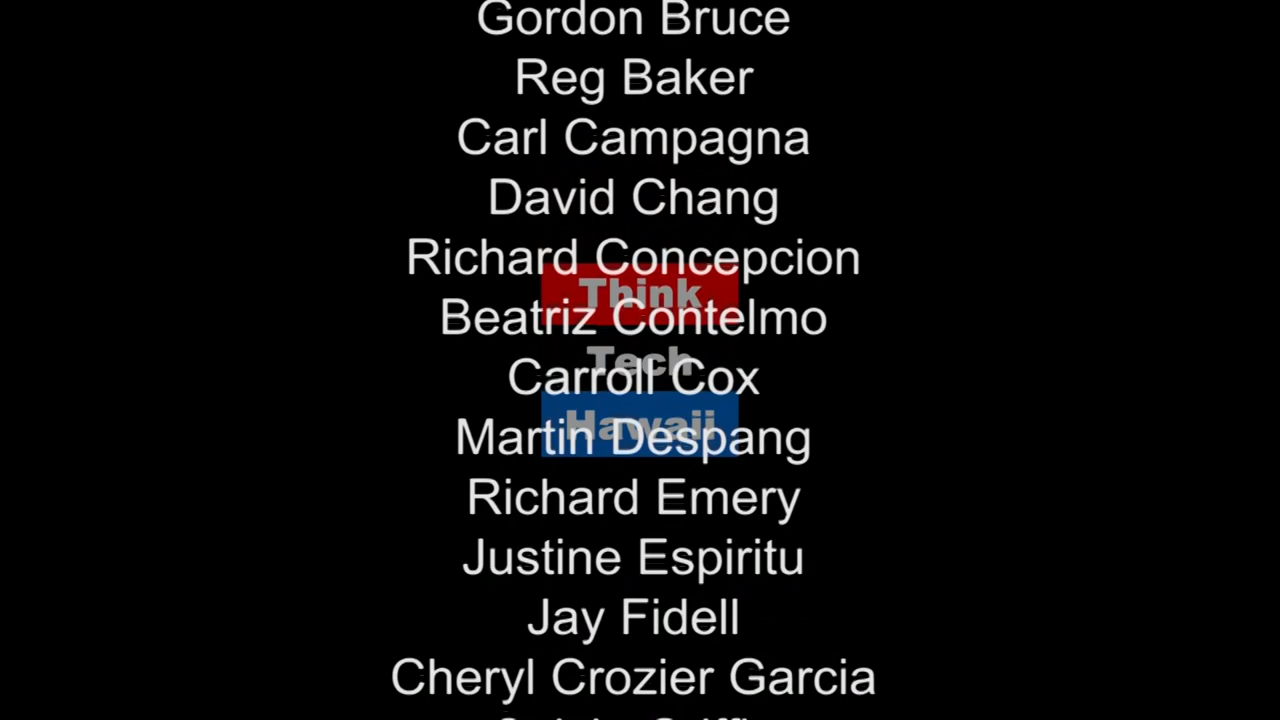 Gordon Bruce
Reg Baker
Carl Campagna
David Chang
Richard Concepcion
Think
Beatriz Contelmo
Tech
Carroll Cox
Hawaii
Martin Despang
Richard Emery
Justine Espiritu
Jay Fidell
Cheryl Crozier Garcia